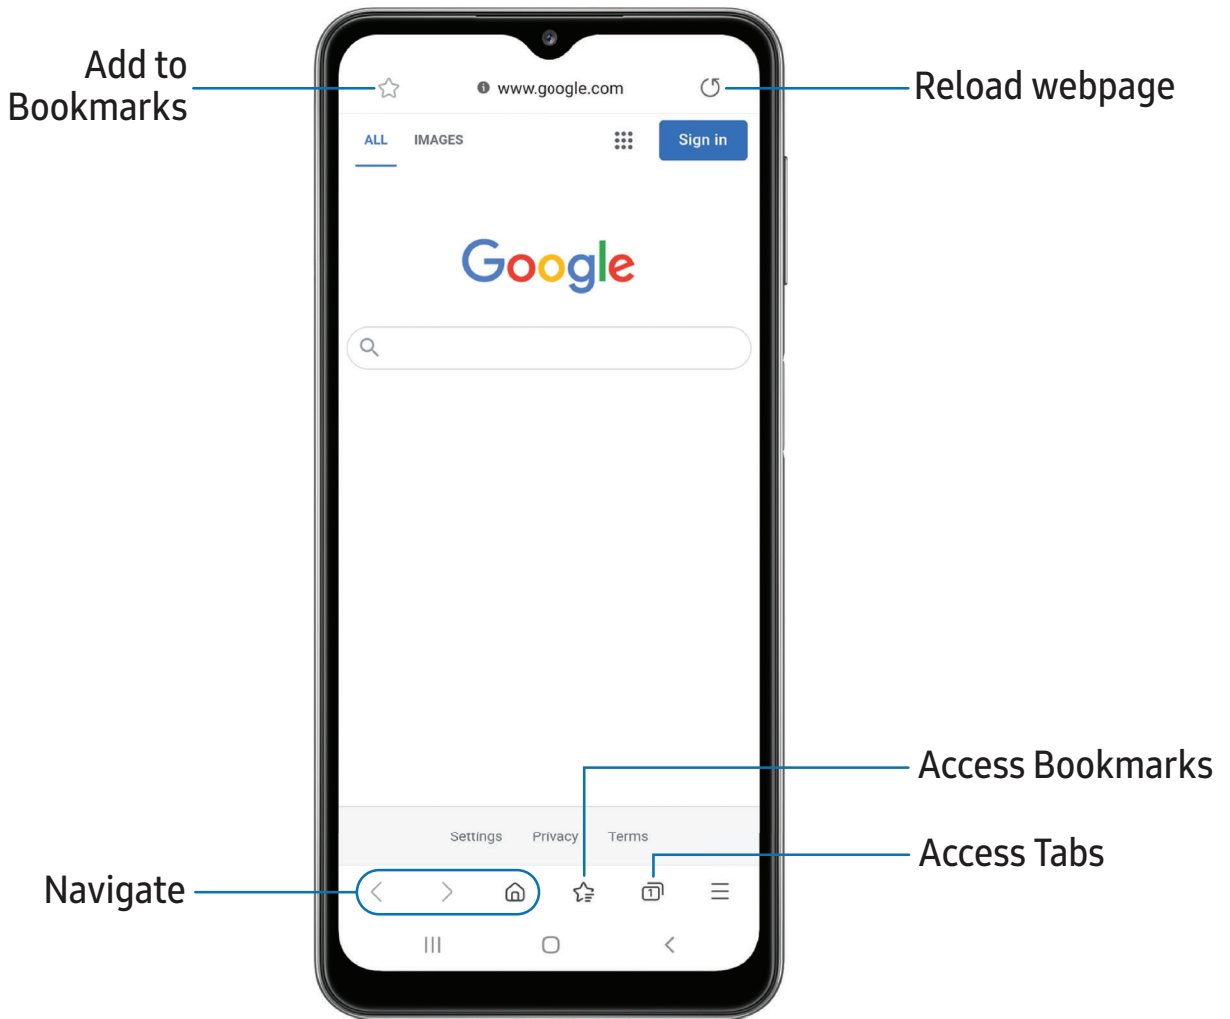 Add to
Bookmarks
www.google.com
Reload webpage
ALL IMAGES
Sign in
Google
Access Bookmarks
Settings Privacy Terms
Access Tabs
Navigate
1